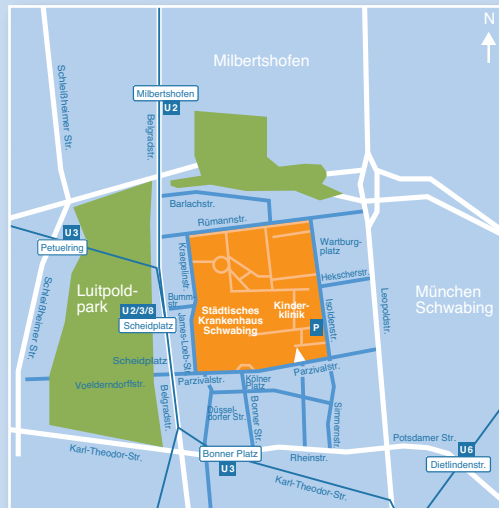 N
Milbertshofen
Schleißheimer Str.
Milbertshofen
U2
Belgradstr.
Barlachstr.
Rümannstr.
U3
Petuelring
Wartburg-
platz
Kraepelinstr.
Hekscherstr.
Luitpold-
park
München
Schwabing
Leopoldstr.
Bumm-
str.
Isoldenstr.
Kinder-
klinik
Städtisches
Krankenhaus
Schwabing
U2/3/8
Scheidplatz
P
James-Loeb-Str.
Schleißheimer Str.
Scheidplatz
Parzivalstr.
Parzivalstr.
Kölner
Platz
Voelderndorffstr.
Belgradstr.
Düssel-
dorfer Str.
Bonner Str.
Simmernstr.
Potsdamer Str.
Karl-Theodor-Str.
Bonner Platz
U3
Rheinstr.
U6
Dietlindenstr.
Karl-Theodor-Str.